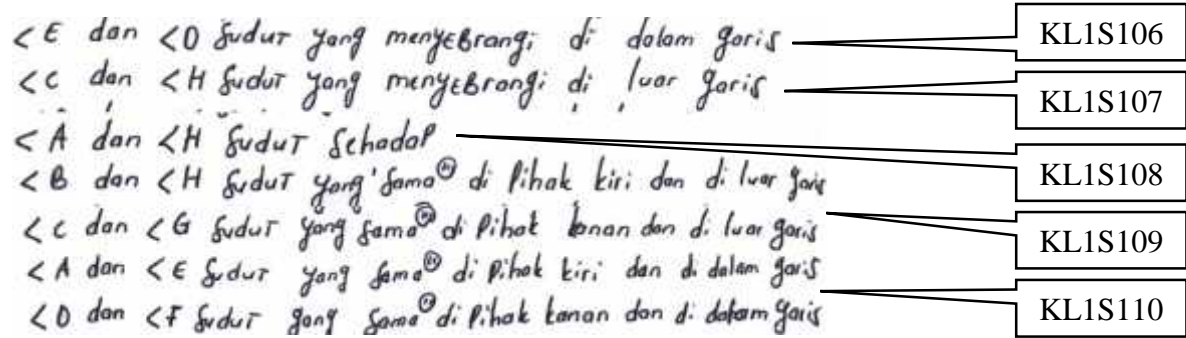 <E dan <D sudut yang menyEBrangi di dalam garis
KL1S106
<C dan <H sudut yang menyEBrangi di luar garis
KL1S107
<A dan <H sudut sehadap
KL1S108
<B dan <H sudut yang sama② di pihak kiri dan di luar garis
KL1S109
<C dan <G sudut yang sama② di pihak kanan dan di luar garis
<A dan <E sudut yang sama② di pihak kiri dan di dalam garis
KL1S110
<D dan <F sudut yang sama② di pihak kanan dan di dalam garis